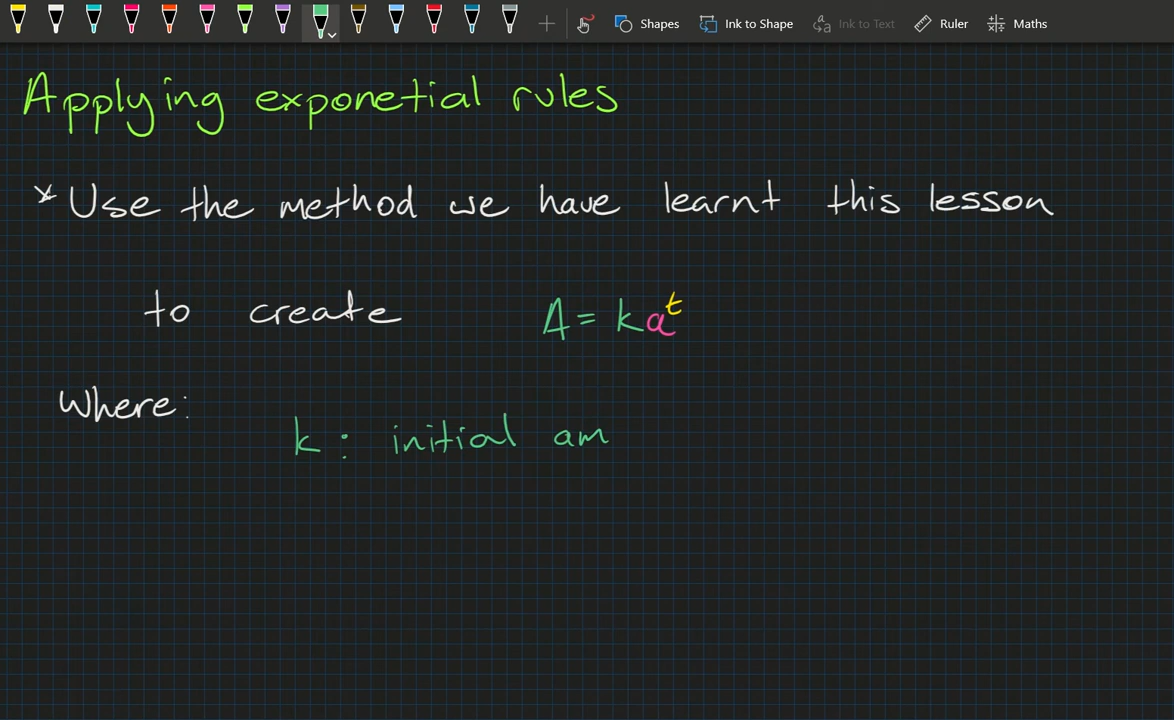 Shapes Ink to Shape Ink to Text Ruler Maths
Applying exponetial rules
* Use the method we have learnt this lesson
to create A = ka^t
Where:
k : initial am